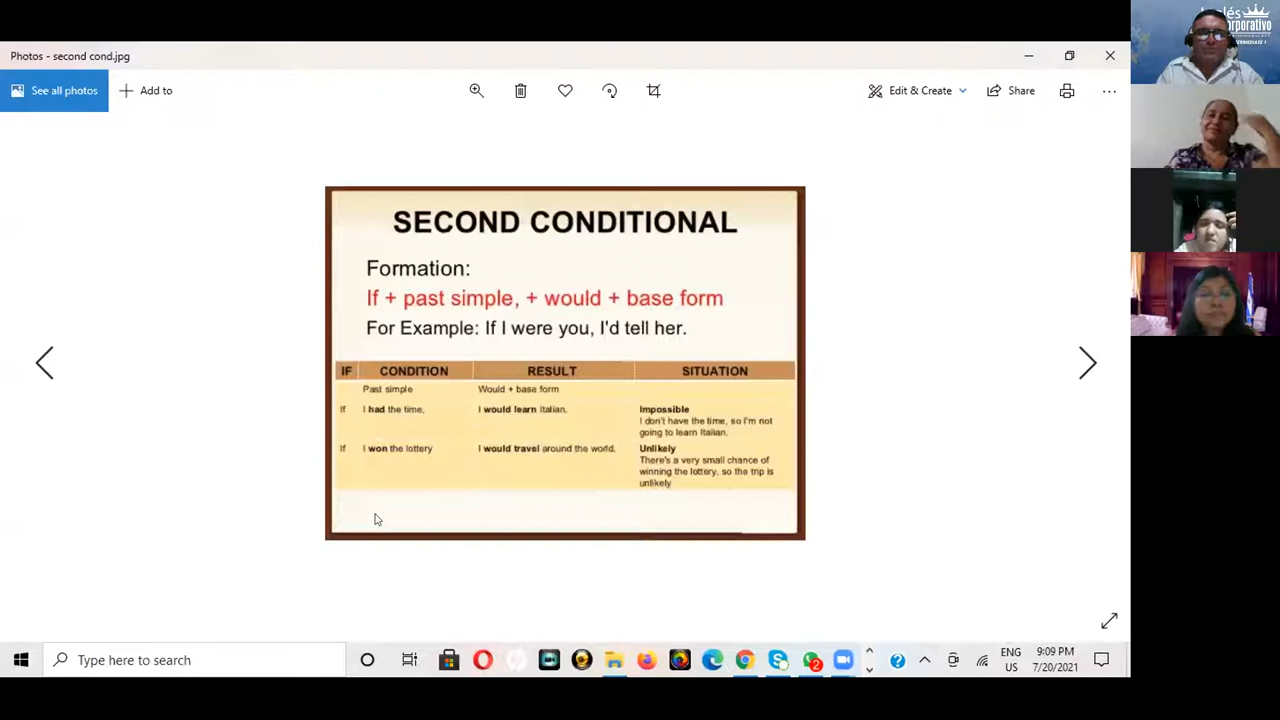 Photos - second cond.jpg
See all photos
Add to
Edit & Create
Share
SECOND CONDITIONAL
Formation:
If + past simple, + would + base form
For Example: If I were you, I'd tell her.
IF CONDITION RESULT SITUATION
Past simple Would + base form
If I had the time, I would learn Italian. Impossible
I don't have the time, so I'm not
going to learn Italian.
If I won the lottery I would travel around the world. Unlikely
There's a very small chance of
winning the lottery, so the trip is
unlikely
Type here to search
2
ENG
US
9:09 PM
7/20/2021